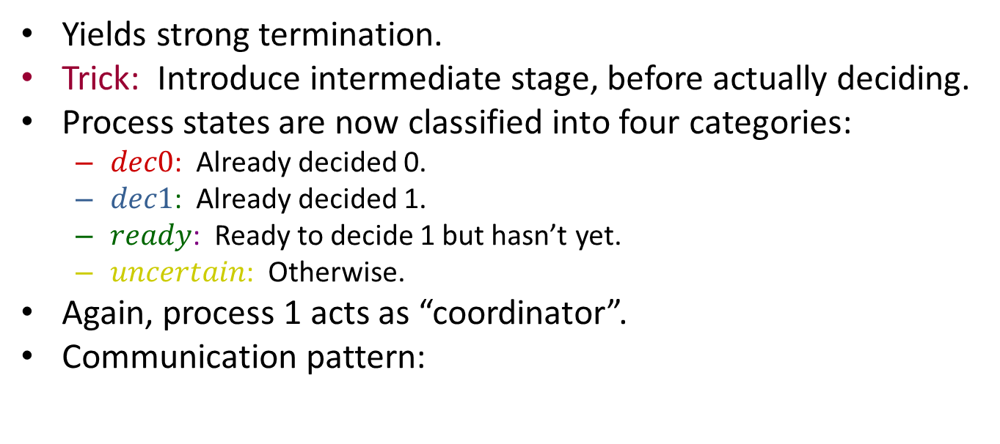 • Yields strong termination.
• Trick: Introduce intermediate stage, before actually deciding.
• Process states are now classified into four categories:
– dec0: Already decided 0.
– dec1: Already decided 1.
– ready: Ready to decide 1 but hasn’t yet.
– uncertain: Otherwise.
• Again, process 1 acts as “coordinator”.
• Communication pattern: